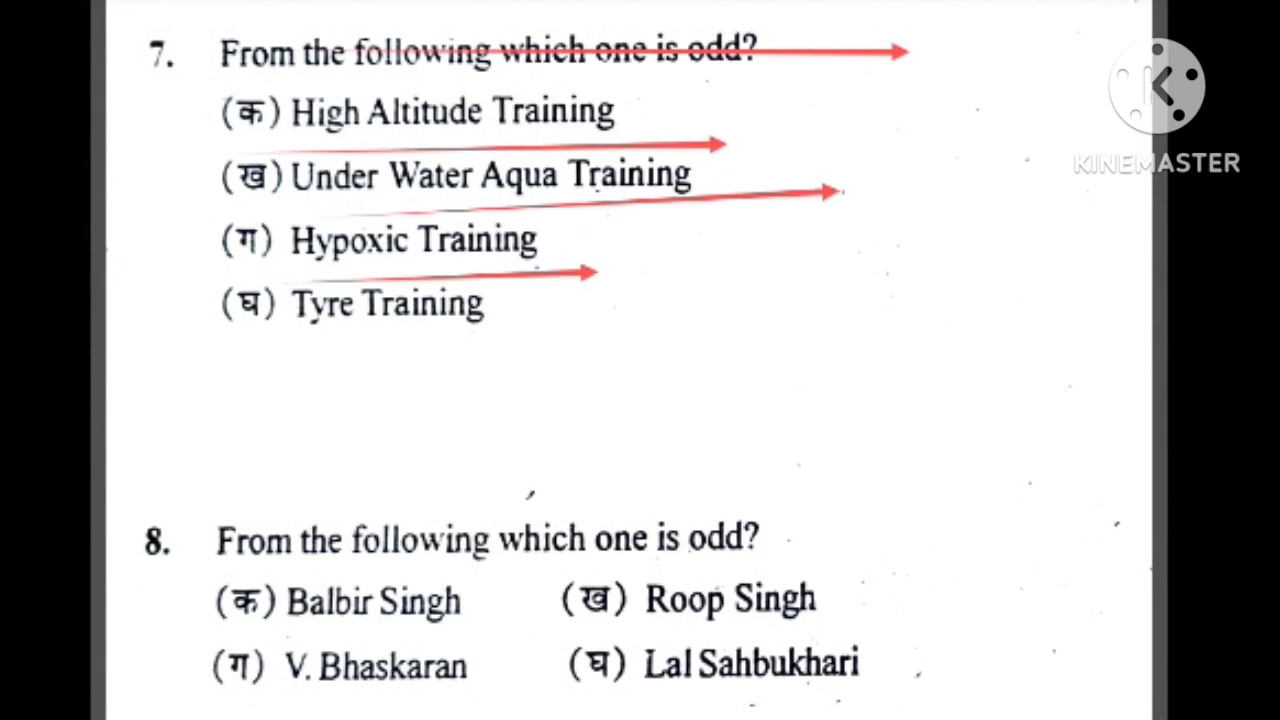 7. From the following which one is odd?
KINEMASTER
(क) High Altitude Training
(ख) Under Water Aqua Training
(ग) Hypoxic Training
(घ) Tyre Training
8. From the following which one is odd?
(क) Balbir Singh (ख) Roop Singh
(ग) V. Bhaskaran (घ) Lal Sahbukhari